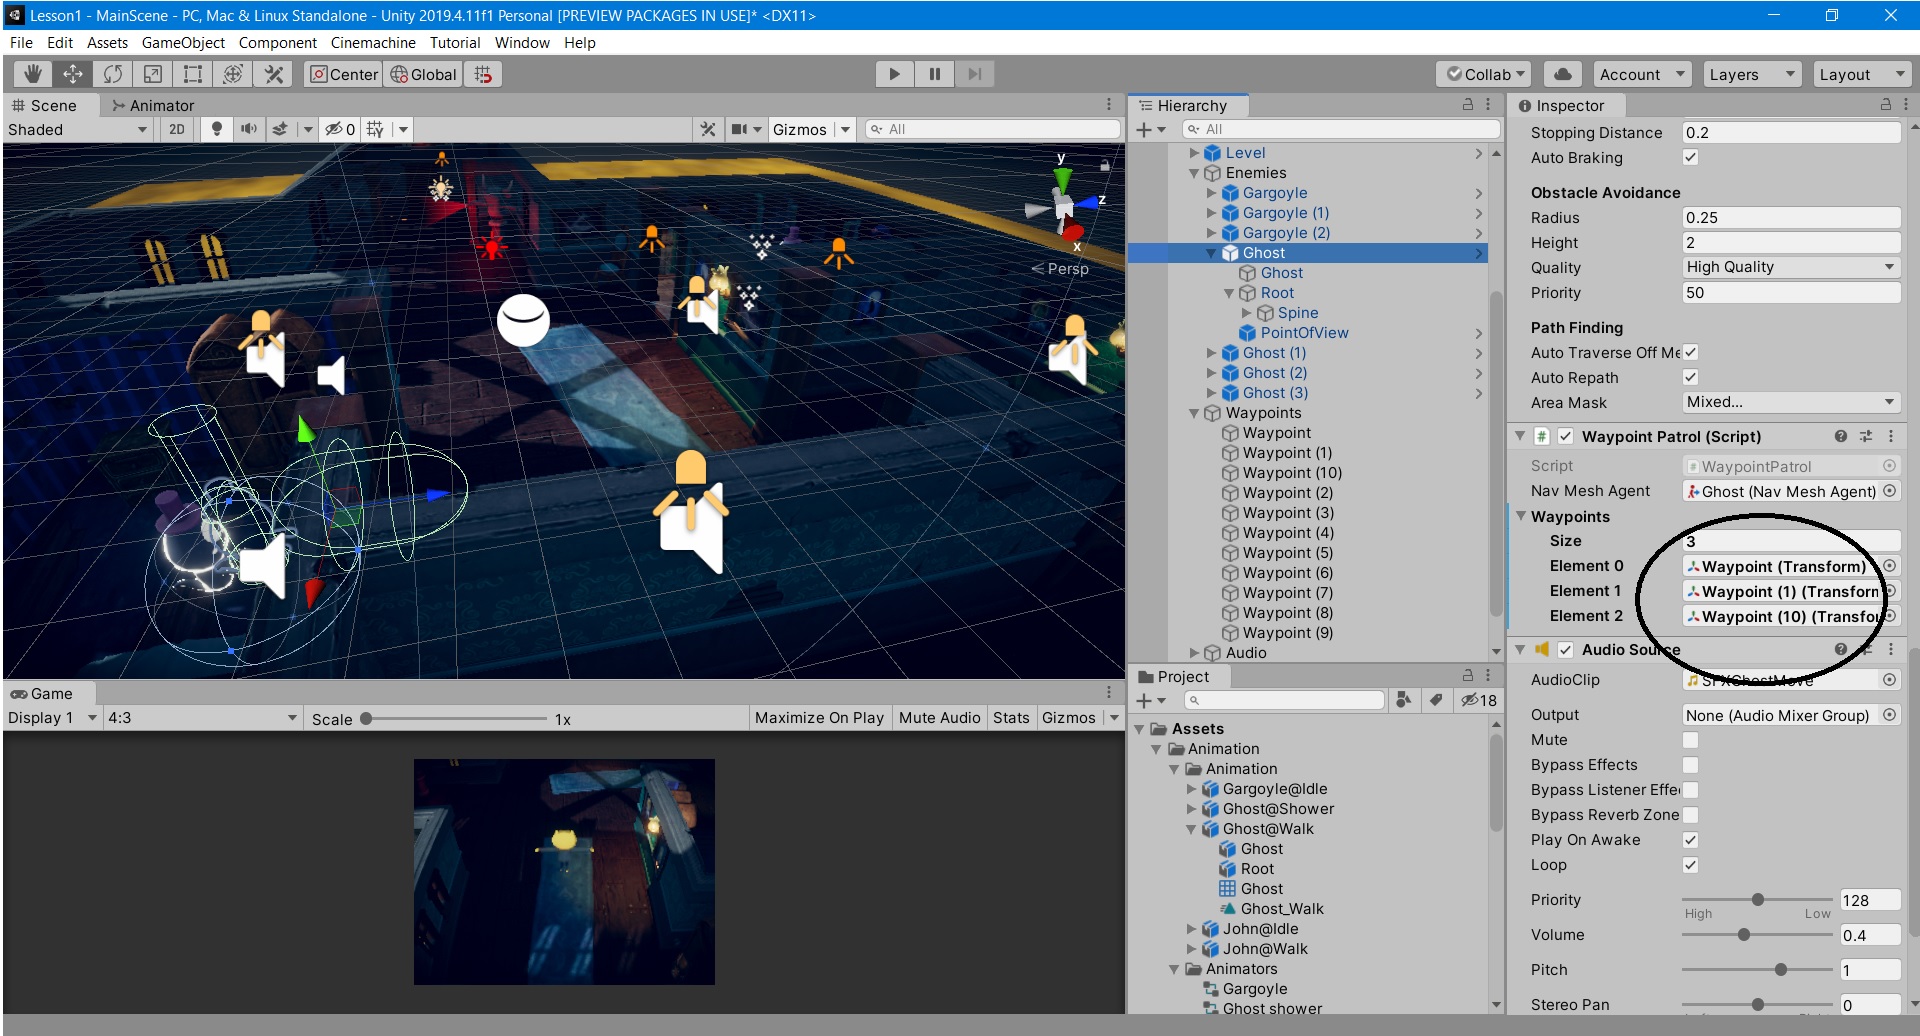 Lesson1 - MainScene - PC, Mac & Linux Standalone - Unity 2019.4.11f1 Personal [PREVIEW PACKAGES IN USE]* <DX11>
File Edit Assets GameObject Component Cinemachine Tutorial Window Help
Center Global Collab Account Layers Layout
Scene Animator
Shaded 2D 0 Gizmos All
y
z
x
Persp
Game
Display 1 4:3 Scale 1x Maximize On Play Mute Audio Stats Gizmos
Hierarchy
All
Level
Enemies
Gargoyle
Gargoyle (1)
Gargoyle (2)
Ghost
Ghost
Root
Spine
PointOfView
Ghost (1)
Ghost (2)
Ghost (3)
Waypoints
Waypoint
Waypoint (1)
Waypoint (10)
Waypoint (2)
Waypoint (3)
Waypoint (4)
Waypoint (5)
Waypoint (6)
Waypoint (7)
Waypoint (8)
Waypoint (9)
Audio
Project
18
Assets
Animation
Animation
Gargoyle@Idle
Ghost@Shower
Ghost@Walk
Ghost
Root
Ghost
Ghost_Walk
John@Idle
John@Walk
Animators
Gargoyle
Ghost shower
Inspector
Stopping Distance 0.2
Auto Braking
Obstacle Avoidance
Radius 0.25
Height 2
Quality High Quality
Priority 50
Path Finding
Auto Traverse Off Me
Auto Repath
Area Mask Mixed...
Waypoint Patrol (Script)
Script WaypointPatrol
Nav Mesh Agent Ghost (Nav Mesh Agent)
Waypoints
Size 3
Element 0 Waypoint (Transform)
Element 1 Waypoint (1) (Transform
Element 2 Waypoint (10) (Transfo
Audio Source
AudioClip SFXGhostMove
Output None (Audio Mixer Group)
Mute
Bypass Effects
Bypass Listener Effe
Bypass Reverb Zone
Play On Awake
Loop
Priority 128
High Low
Volume 0.4
Pitch 1
Stereo Pan 0